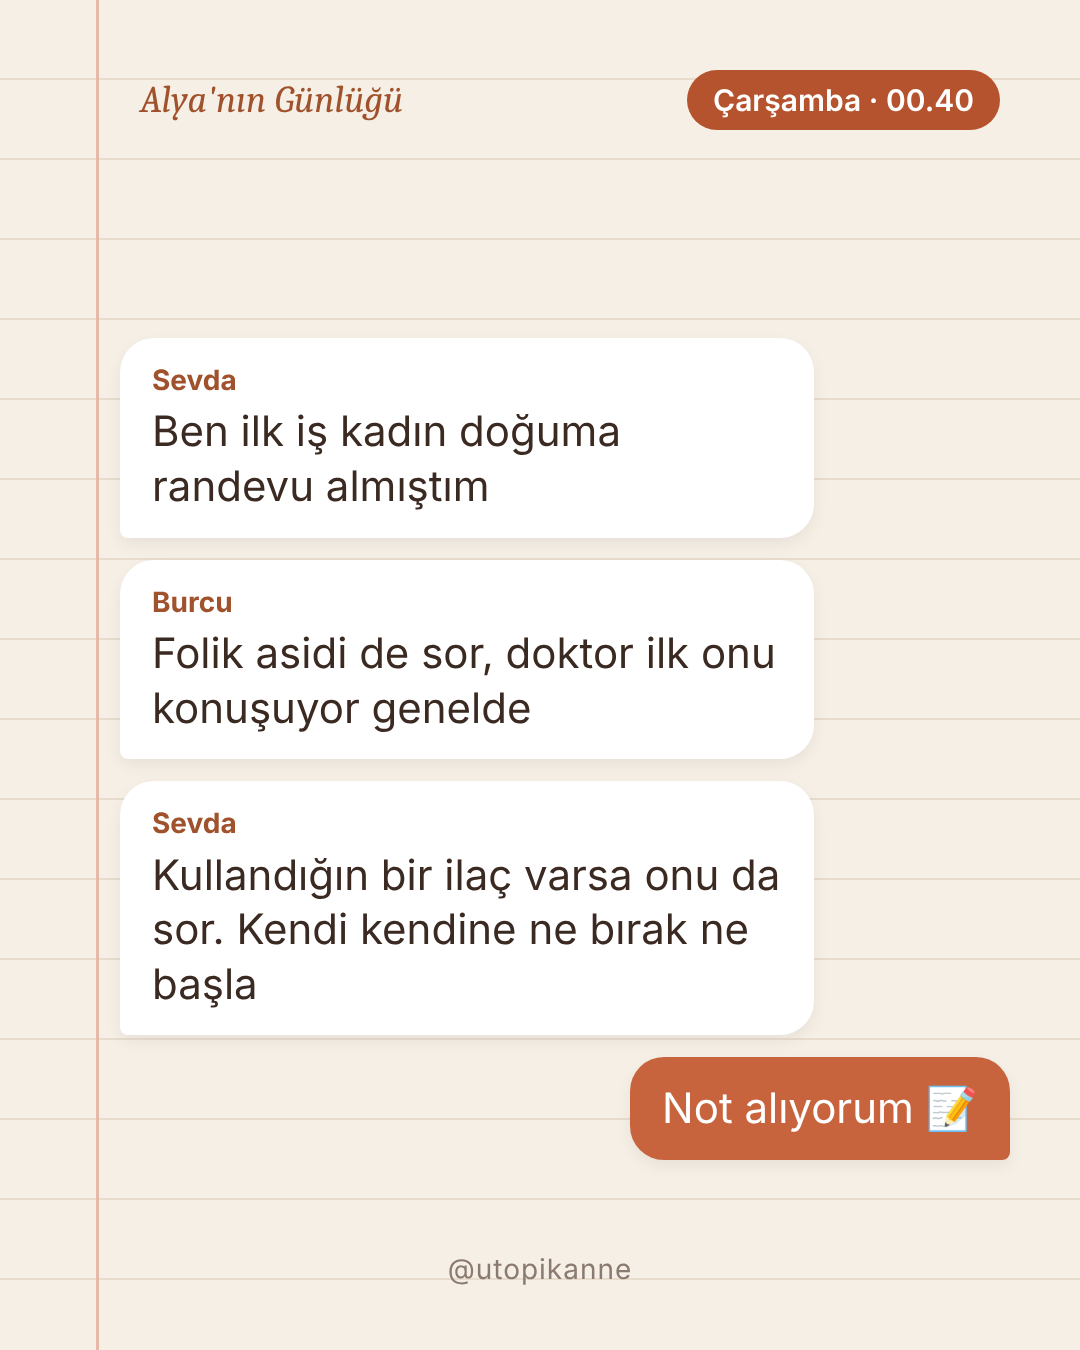 Alya'nın Günlüğü
Çarşamba · 00.40
Sevda
Ben ilk iş kadın doğuma
randevu almıştım
Burcu
Folik asidi de sor, doktor ilk onu
konuşuyor genelde
Sevda
Kullandığın bir ilaç varsa onu da
sor. Kendi kendine ne bırak ne
başla
Not alıyorum 📝
@utopikanne